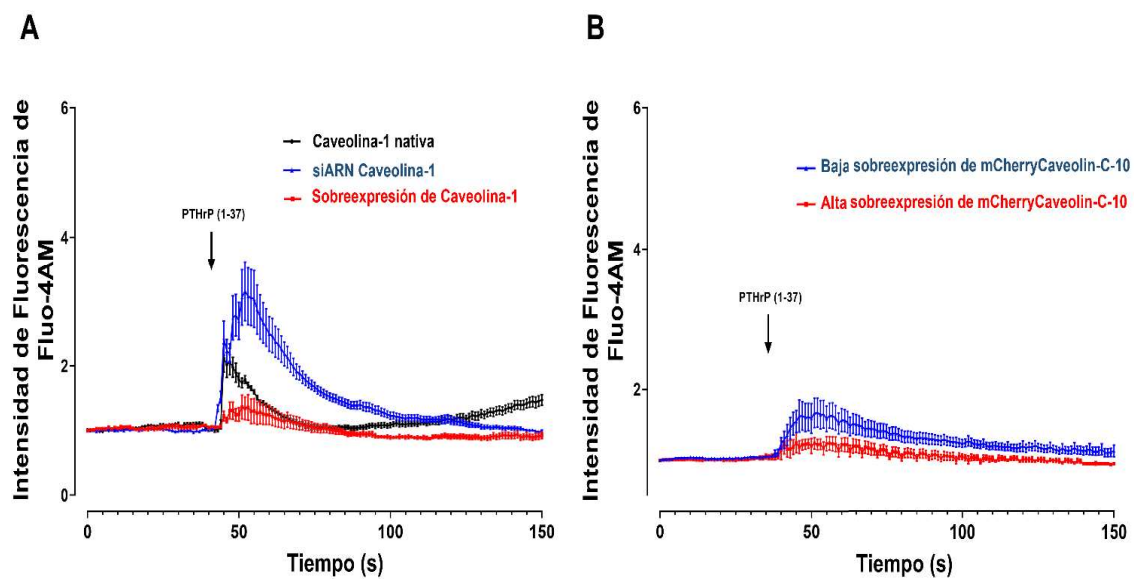 A
Intensidad de Fluorescencia de
Fluo-4AM
6
4
2
0
Caveolina-1 nativa
siARN Caveolina-1
Sobreexpresión de Caveolina-1
PTHrP (1-37)
0
50
100
150
Tiempo (s)
B
Intensidad de Fluorescencia de
Fluo-4AM
6
4
2
0
Baja sobreexpresión de mCherryCaveolin-C-10
Alta sobreexpresión de mCherryCaveolin-C-10
PTHrP (1-37)
0
50
100
150
Tiempo (s)